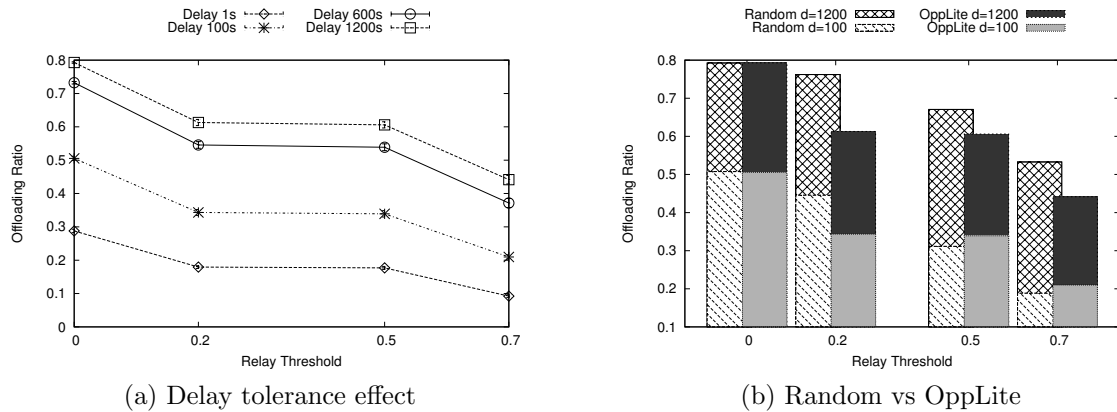 Delay 1s
Delay 100s
Delay 600s
Delay 1200s
Offloading Ratio
0.8
0.7
0.6
0.5
0.4
0.3
0.2
0.1
0
0
0.2
0.5
0.7
Relay Threshold
(a) Delay tolerance effect
Random d=1200
Random d=100
OppLite d=1200
OppLite d=100
Offloading Ratio
0.8
0.7
0.6
0.5
0.4
0.3
0.2
0.1
0
0.2
0.5
0.7
Relay Threshold
(b) Random vs OppLite